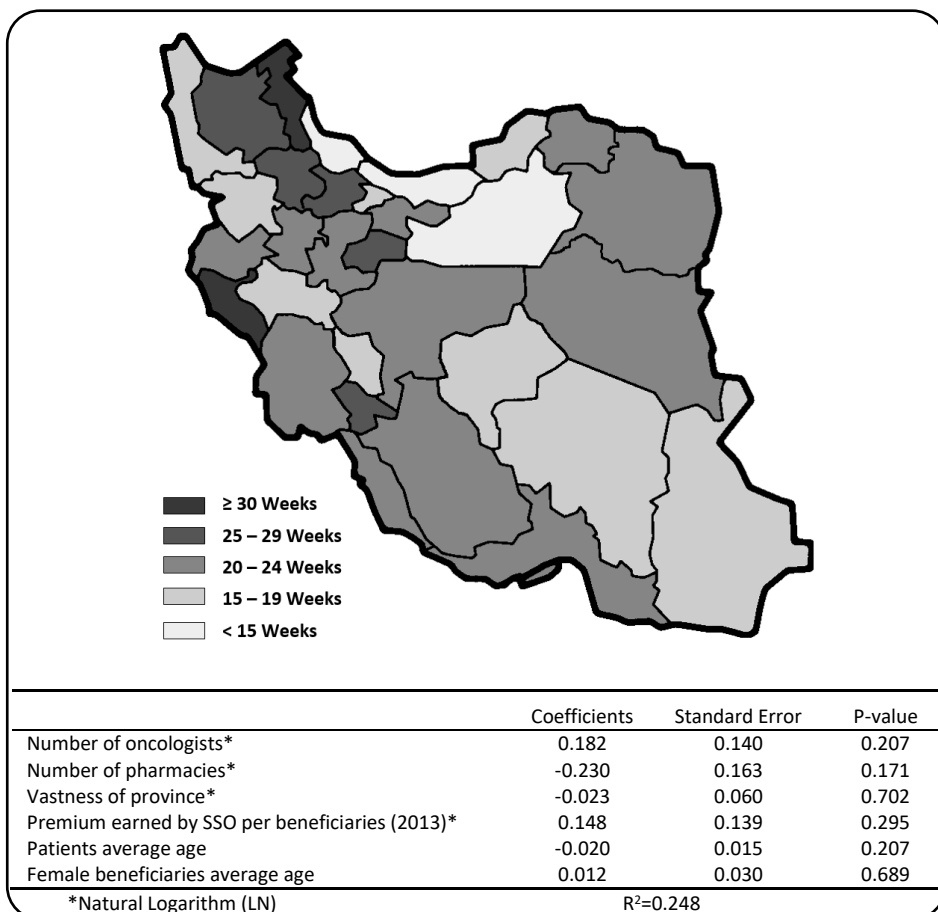 ≥ 30 Weeks
25 – 29 Weeks
20 – 24 Weeks
15 – 19 Weeks
< 15 Weeks
Coefficients Standard Error P-value
Number of oncologists* 0.182 0.140 0.207
Number of pharmacies* -0.230 0.163 0.171
Vastness of province* -0.023 0.060 0.702
Premium earned by SSO per beneficiaries (2013)* 0.148 0.139 0.295
Patients average age -0.020 0.015 0.207
Female beneficiaries average age 0.012 0.030 0.689
*Natural Logarithm (LN) R²=0.248